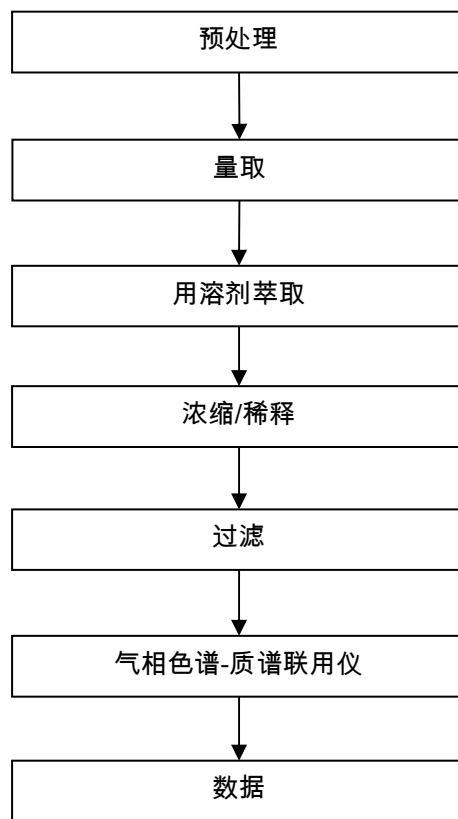 预处理
量取
用溶剂萃取
浓缩/稀释
过滤
气相色谱-质谱联用仪
数据